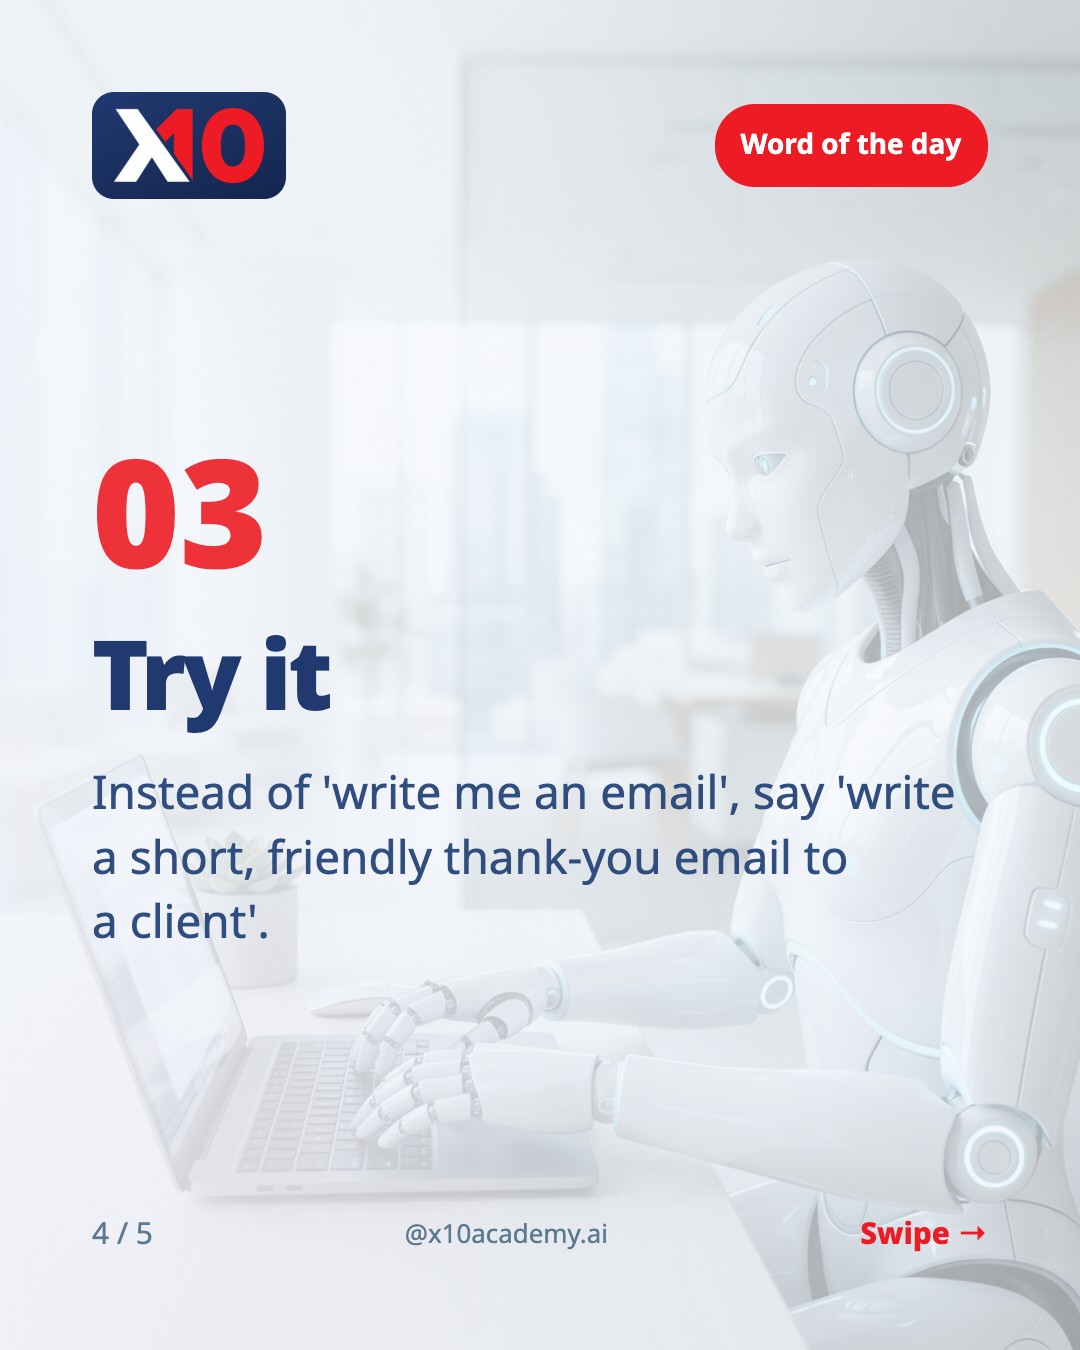 X10
Word of the day
03
Try it
Instead of 'write me an email', say 'write
a short, friendly thank-you email to
a client'.
4 / 5
@x10academy.ai
Swipe →